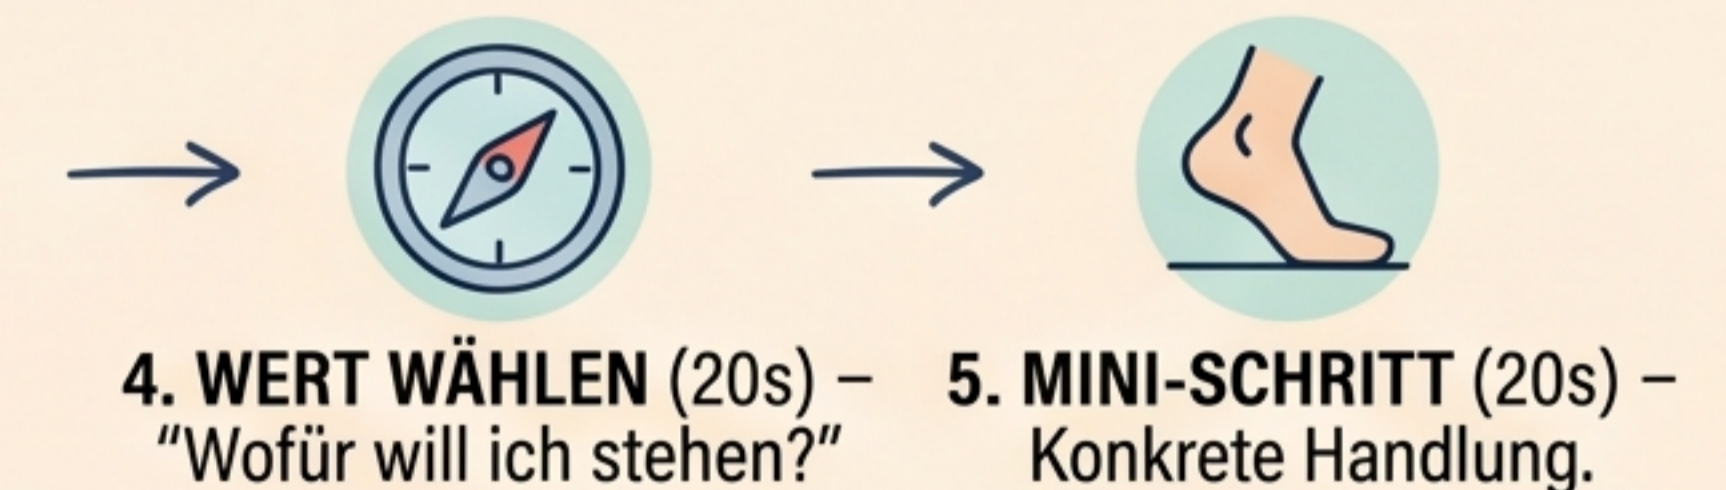 4. WERT WÄHLEN (20s) –
"Wofür will ich stehen?"
5. MINI-SCHRITT (20s) –
Konkrete Handlung.